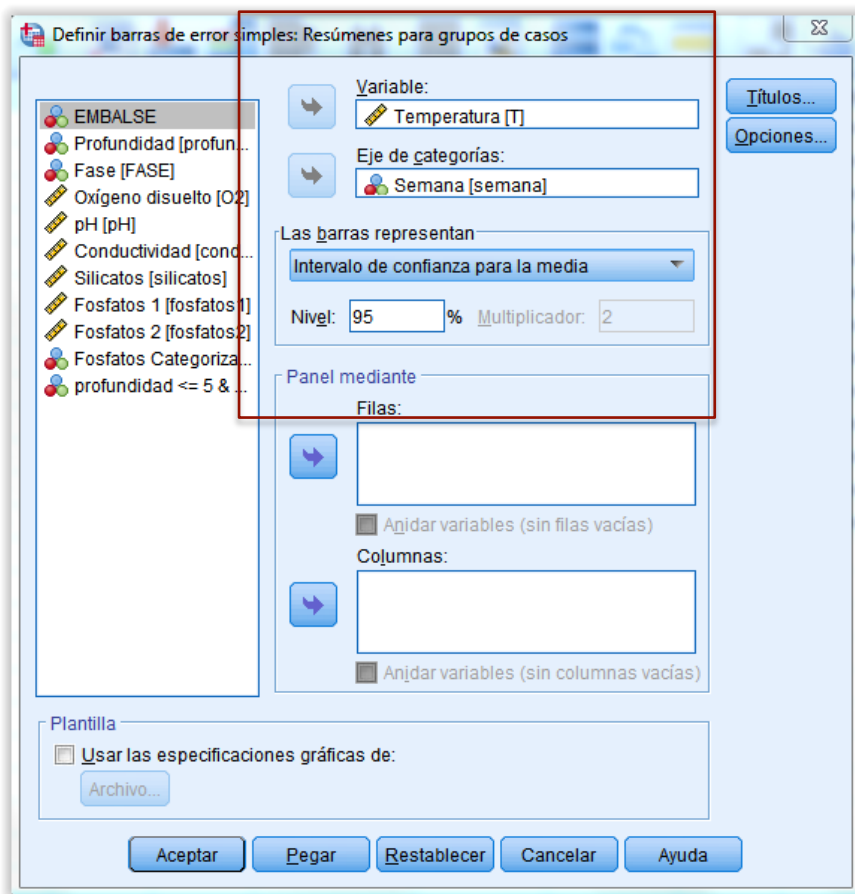 Definir barras de error simples: Resúmenes para grupos de casos
EMBALSE
Profundidad [profun...
Fase [FASE]
Oxígeno disuelto [O2]
pH [pH]
Conductividad [cond...
Silicatos [silicatos]
Fosfatos 1 [fosfatos1]
Fosfatos 2 [fosfatos2]
Fosfatos Categoriza...
profundidad <= 5 & ...
Variable:
Temperatura [T]
Eje de categorías:
Semana [semana]
Las barras representan
Intervalo de confianza para la media
Nivel: 95 % Multiplicador: 2
Panel mediante
Filas:
Anidar variables (sin filas vacías)
Columnas:
Anidar variables (sin columnas vacías)
Títulos...
Opciones...
Plantilla
Usar las especificaciones gráficas de:
Archivo...
Aceptar Pegar Restablecer Cancelar Ayuda